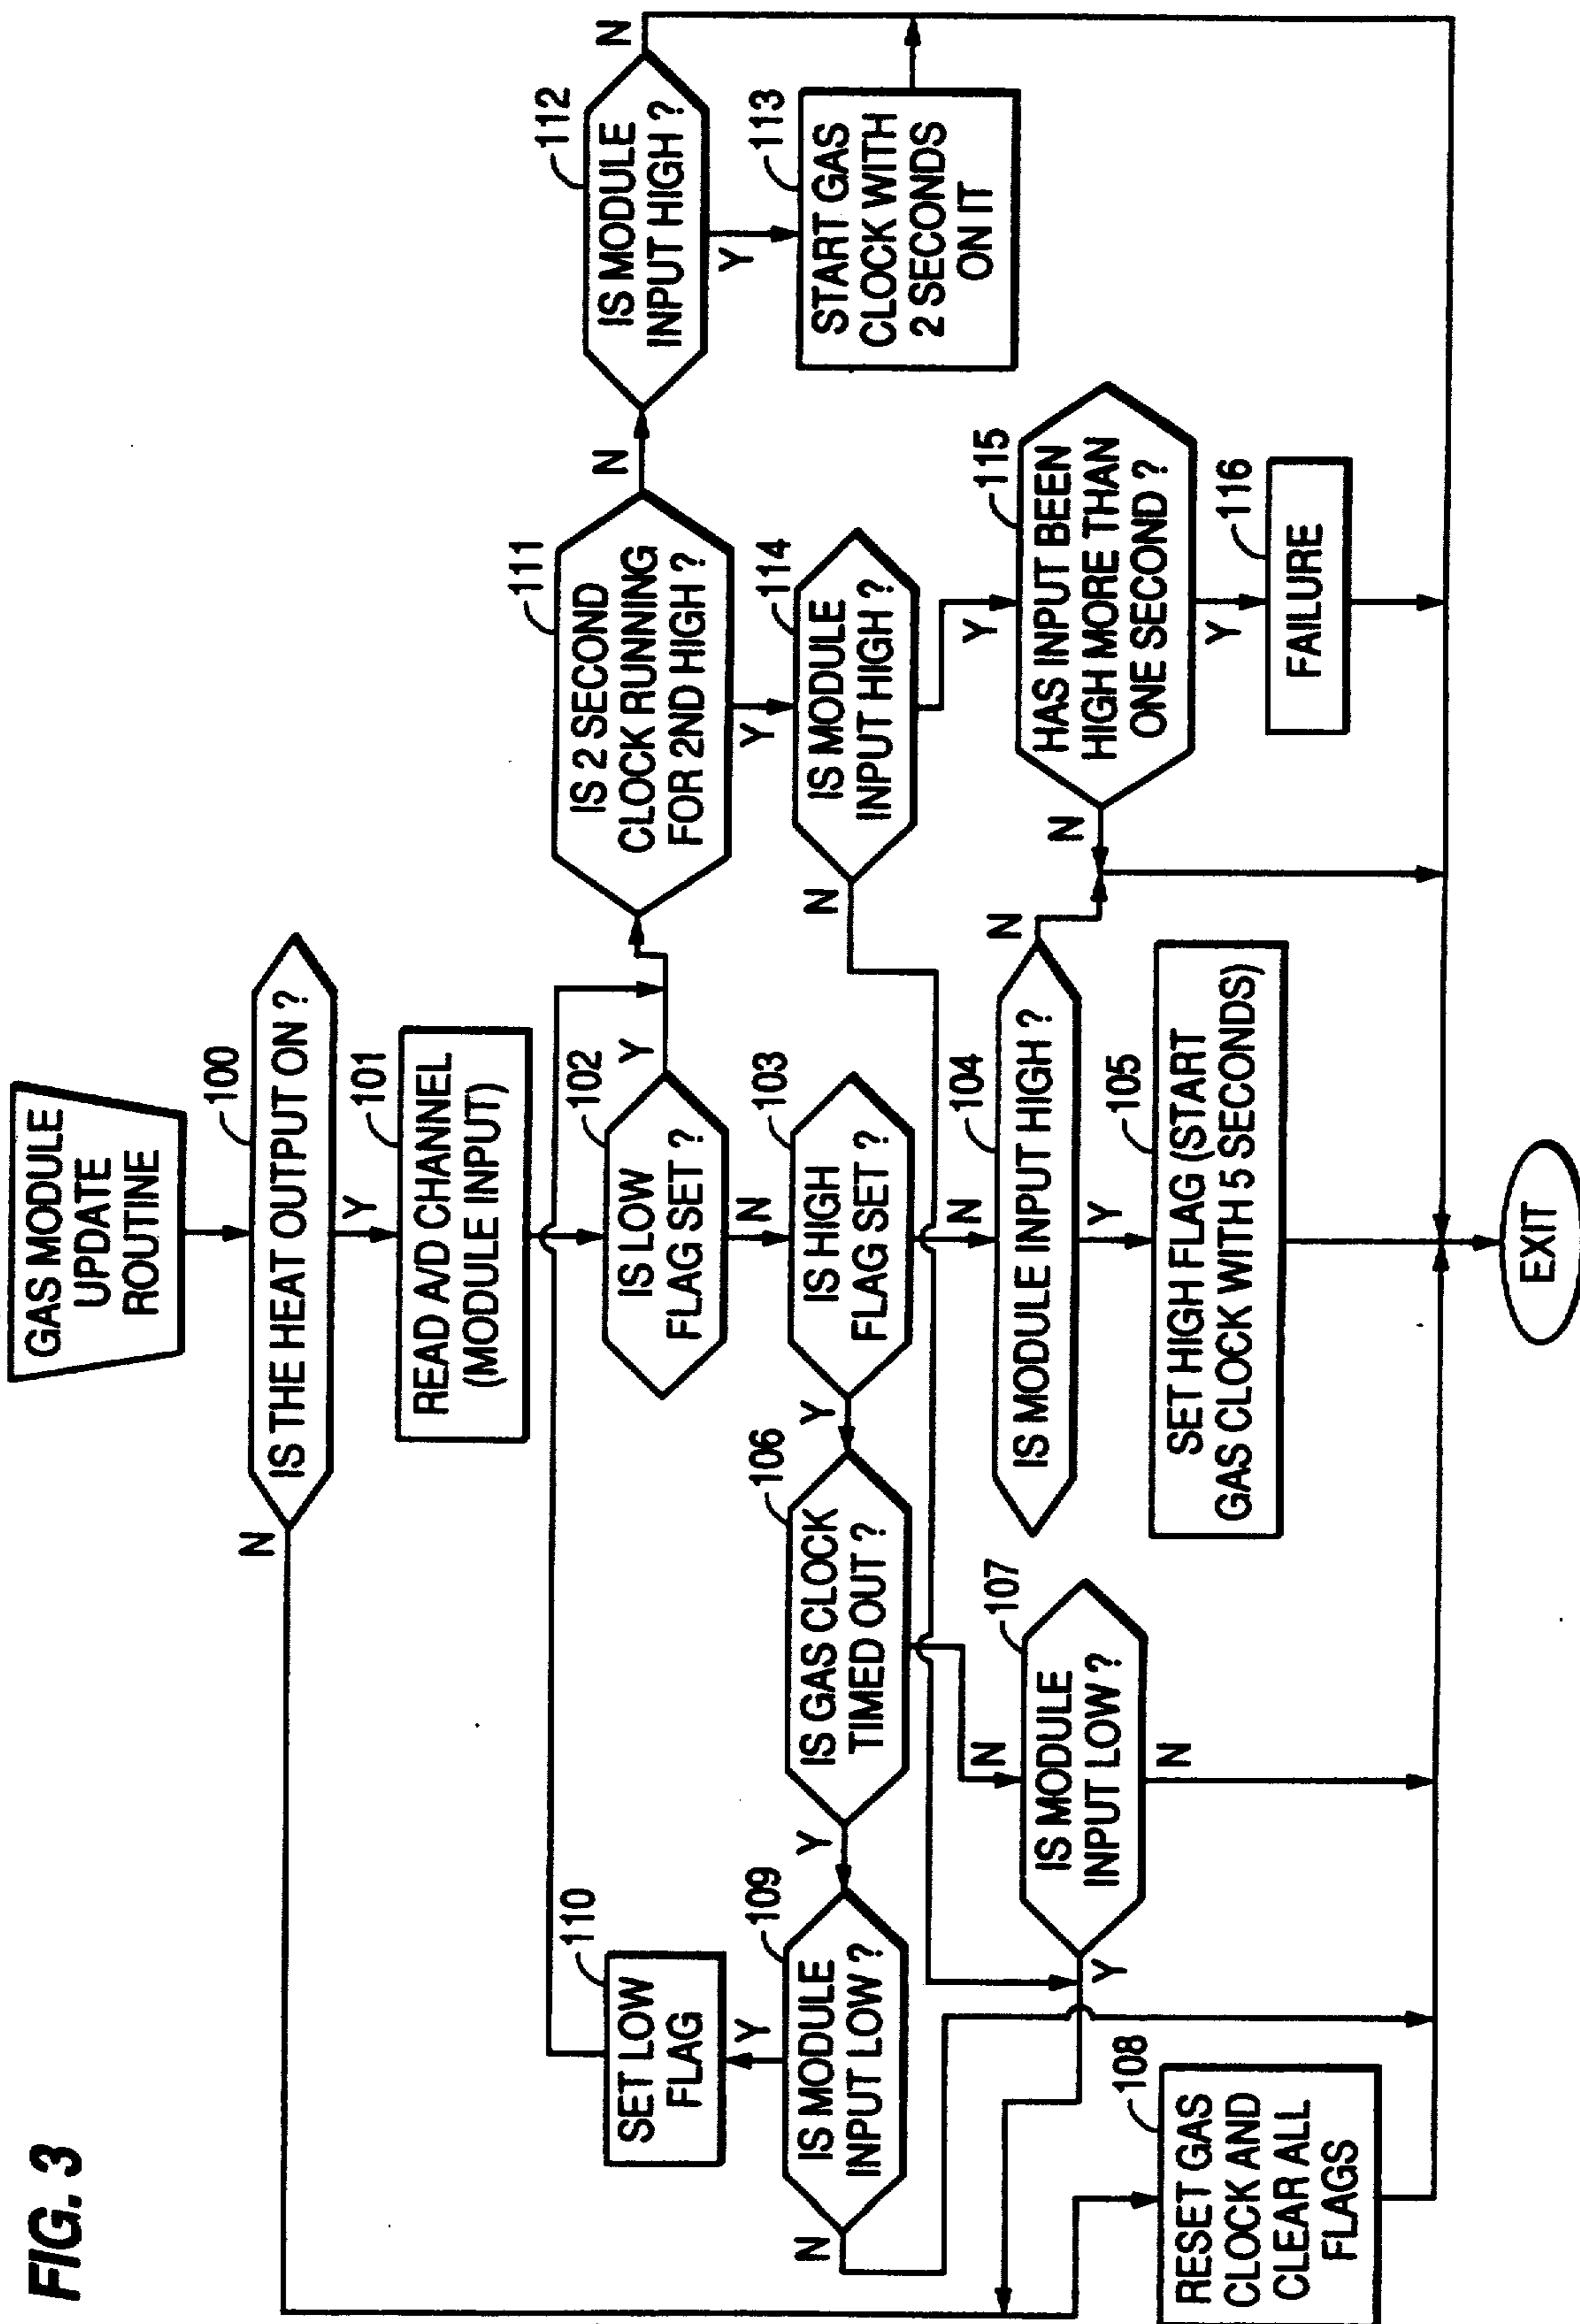 FIG. 3
GAS MODULE
UPDATE
ROUTINE
100
IS THE HEAT OUTPUT ON ?
N
Y
101
READ A/D CHANNEL
(MODULE INPUT)
102
IS LOW
FLAG SET ?
Y
N
103
IS HIGH
FLAG SET ?
Y
N
104
IS MODULE INPUT HIGH ?
N
Y
105
SET HIGH FLAG (START
GAS CLOCK WITH 5 SECONDS)
106
IS GAS CLOCK
TIMED OUT ?
Y
N
107
IS MODULE
INPUT LOW ?
Y
N
108
RESET GAS
CLOCK AND
CLEAR ALL
FLAGS
109
IS MODULE
INPUT LOW ?
Y
N
110
SET LOW
FLAG
111
IS 2 SECOND
CLOCK RUNNING
FOR 2ND HIGH ?
N
Y
112
IS MODULE
INPUT HIGH ?
N
Y
113
START GAS
CLOCK WITH
2 SECONDS
ON IT
114
IS MODULE
INPUT HIGH ?
N
Y
115
HAS INPUT BEEN
HIGH MORE THAN
ONE SECOND ?
N
Y
116
FAILURE
EXIT